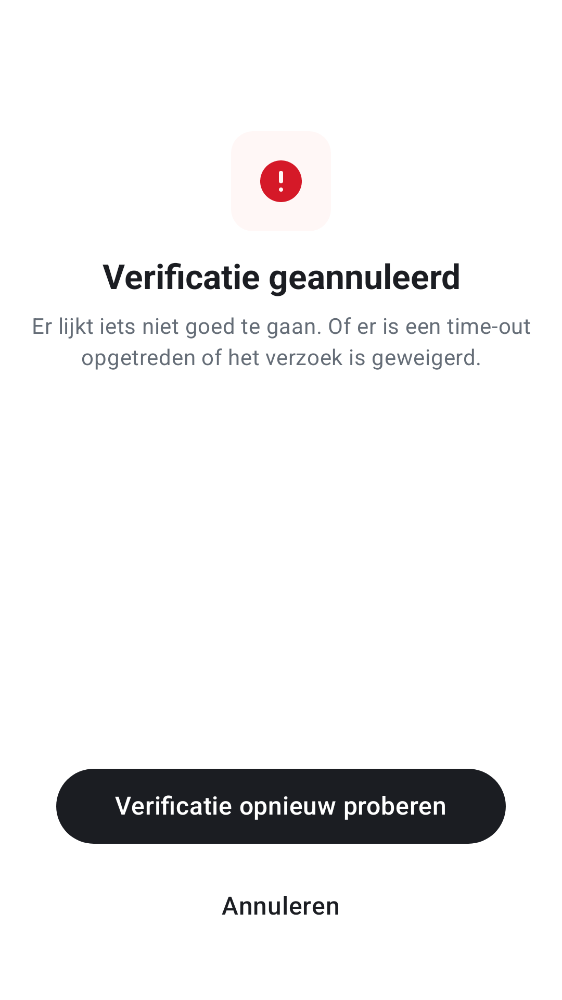 Verificatie geannuleerd
Er lijkt iets niet goed te gaan. Of er is een time-out
opgetreden of het verzoek is geweigerd.
Verificatie opnieuw proberen
Annuleren